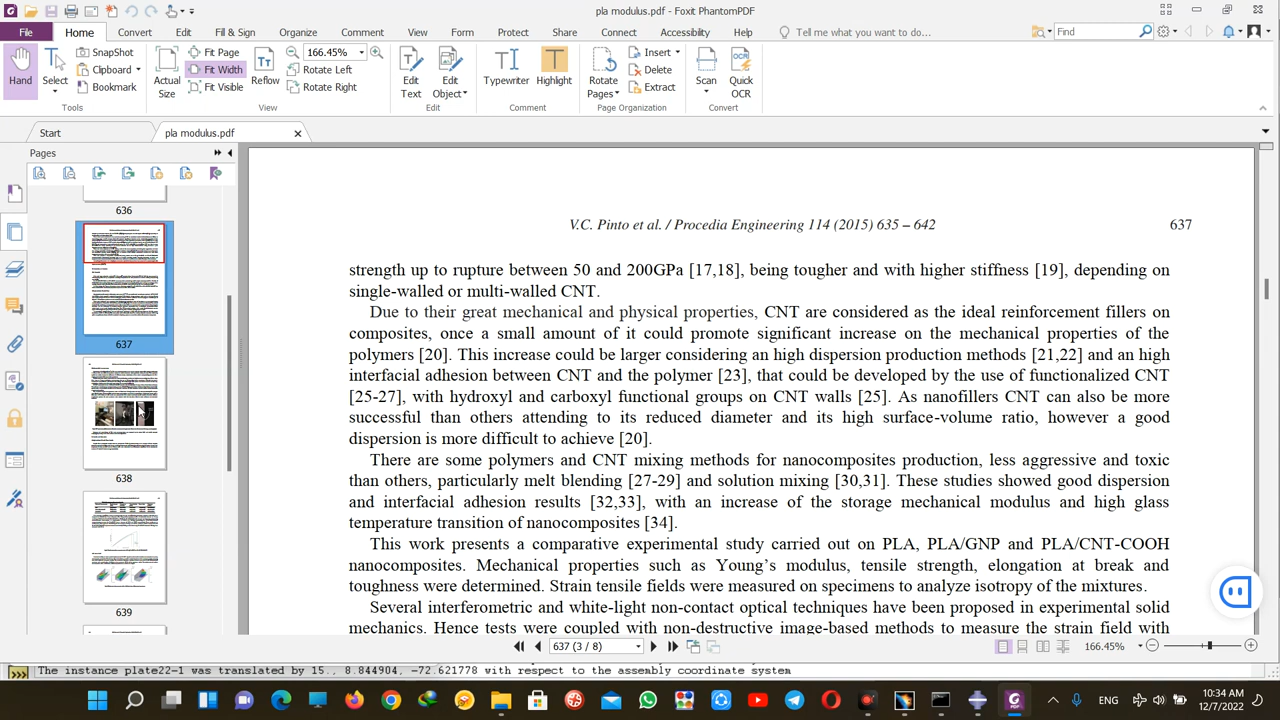 pla modulus.pdf - Foxit PhantomPDF
File Home Convert Edit Fill & Sign Organize Comment View Form Protect Share Connect Accessibility Help Tell me what you want to do... Find
Hand
Select
SnapShot
Clipboard
Bookmark
Tools
Actual Size
Fit Page
Fit Width
Fit Visible
Reflow
166.45%
Rotate Left
Rotate Right
View
Edit Text
Edit Object
Edit
Typewriter
Highlight
Comment
Rotate Pages
Insert
Delete
Extract
Page Organization
Scan
Quick OCR
Convert
Start
pla modulus.pdf
Pages
636
637
638
639
V.C. Pinto et al. / Procedia Engineering 114 (2015) 635 – 642 637
strength up to rupture between 50 and 200GPa [17,18], being tougher and with higher stiffness [19], depending on
single-walled or multi-walled CNT.
Due to their great mechanical and physical properties, CNT are considered as the ideal reinforcement fillers on
composites, once a small amount of it could promote significant increase on the mechanical properties of the
polymers [20]. This increase could be larger considering an high dispersion production methods [21,22] and an high
interfacial adhesion between CNT and the polymer [23], that could be developed by the use of functionalized CNT
[25-27], with hydroxyl and carboxyl functional groups on CNT walls [25]. As nanofillers CNT can also be more
successful than others attending to its reduced diameter and its high surface-volume ratio, however a good
dispersion is more difficult to achieve [20].
There are some polymers and CNT mixing methods for nanocomposites production, less aggressive and toxic
than others, particularly melt blending [27-29] and solution mixing [30,31]. These studies showed good dispersion
and interfacial adhesion results [32,33], with an increase of the storage mechanical modulus and high glass
temperature transition of nanocomposites [34].
This work presents a comparative experimental study carried out on PLA, PLA/GNP and PLA/CNT-COOH
nanocomposites. Mechanical properties such as Young's modulus, tensile strength, elongation at break and
toughness were determined. Strain tensile fields were measured on specimens to analyze isotropy of the mixtures.
Several interferometric and white-light non-contact optical techniques have been proposed in experimental solid
mechanics. Hence tests were coupled with non-destructive image-based methods to measure the strain field with
637 (3 / 8)
166.45%
The instance plate22-1 was translated by 15., 8.844904, -72.621778 with respect to the assembly coordinate system
ENG
10:34 AM
12/7/2022